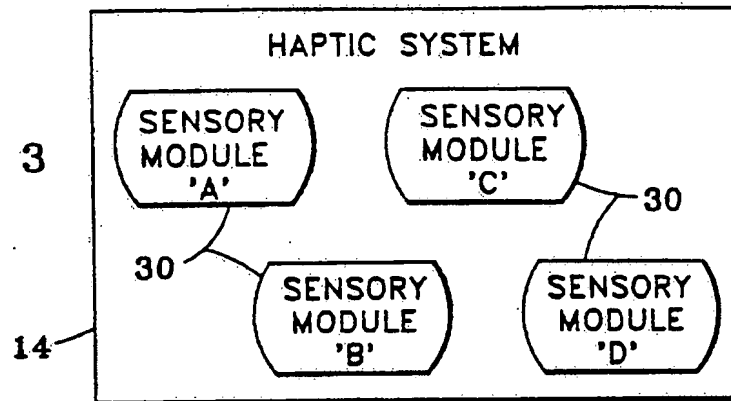 HAPTIC SYSTEM
SENSORY
MODULE
'A'
SENSORY
MODULE
'C'
3
30
30
SENSORY
MODULE
'B'
SENSORY
MODULE
'D'
14